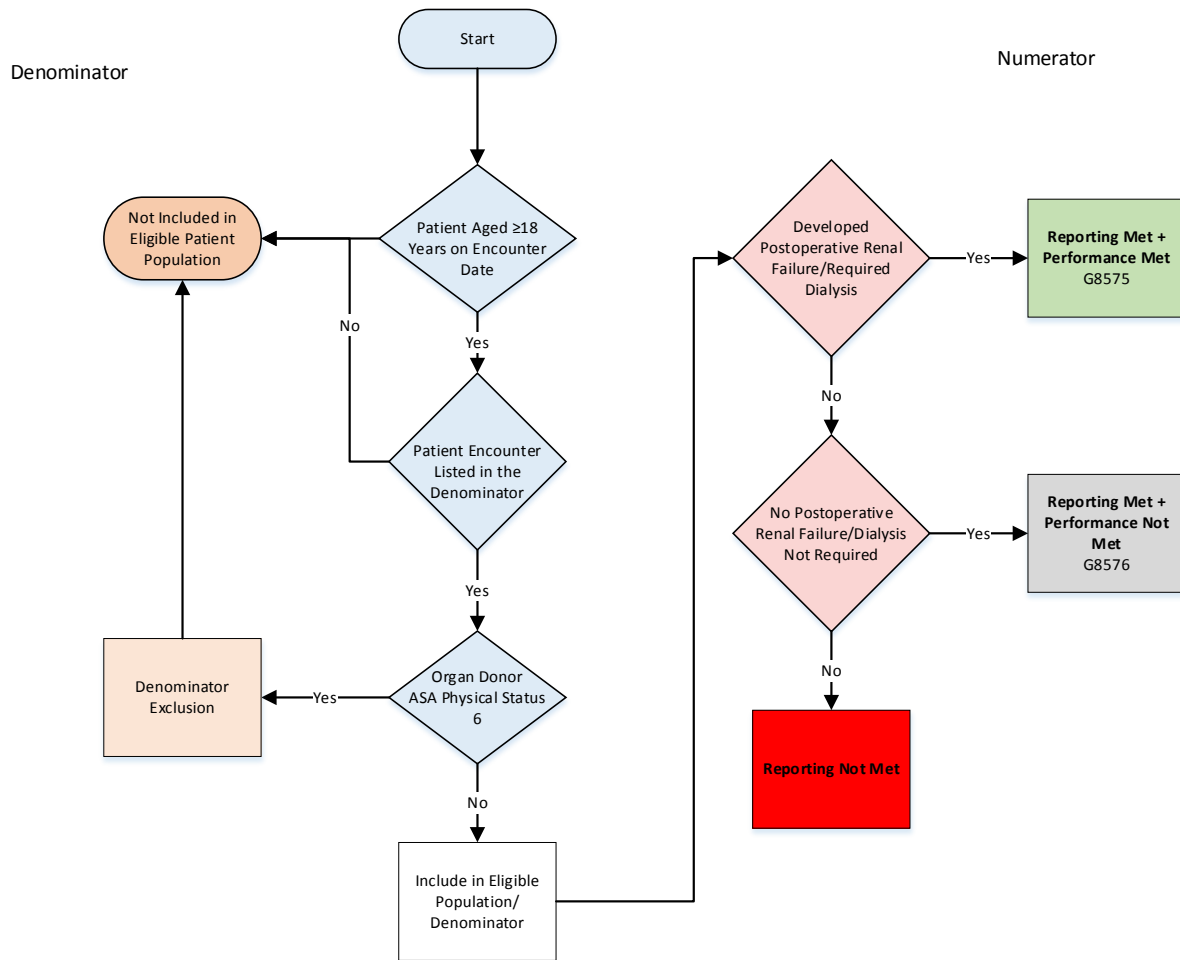 Start
Denominator
Numerator
Patient Aged ≥18
Years on Encounter
Date
Not Included in
Eligible Patient
Population
No
Yes
Patient Encounter
Listed in the
Denominator
Yes
Organ Donor
ASA Physical Status
6
Yes
Denominator
Exclusion
No
Include in Eligible
Population/
Denominator
Developed
Postoperative Renal
Failure/Required
Dialysis
Yes
Reporting Met +
Performance Met
G8575
No
No Postoperative
Renal Failure/Dialysis
Not Required
Yes
Reporting Met +
Performance Not
Met
G8576
No
Reporting Not Met